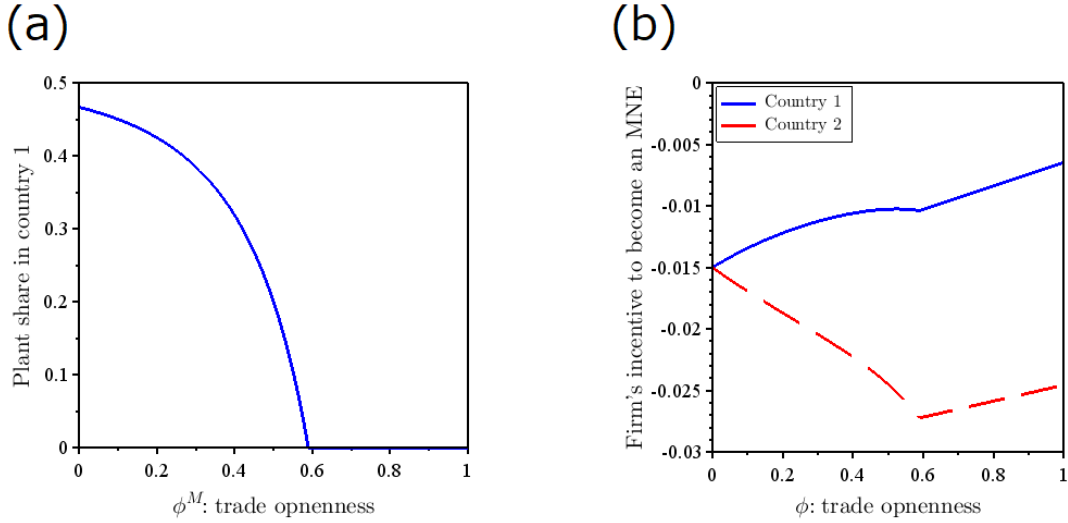 (a)
Plant share in country 1
0.5
0.4
0.3
0.2
0.1
0
0 0.2 0.4 0.6 0.8 1
ϕ^M: trade opnenness
(b)
Firm's incentive to become an MNE
0
-0.005
-0.01
-0.015
-0.02
-0.025
-0.03
Country 1
Country 2
0 0.2 0.4 0.6 0.8 1
ϕ: trade opnenness